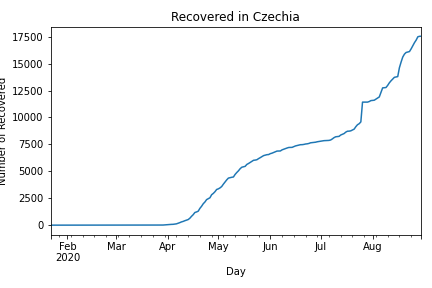 Recovered in Czechia
Number of Recovered
17500
15000
12500
10000
7500
5000
2500
0
Feb
2020
Mar
Apr
May
Jun
Jul
Aug
Day